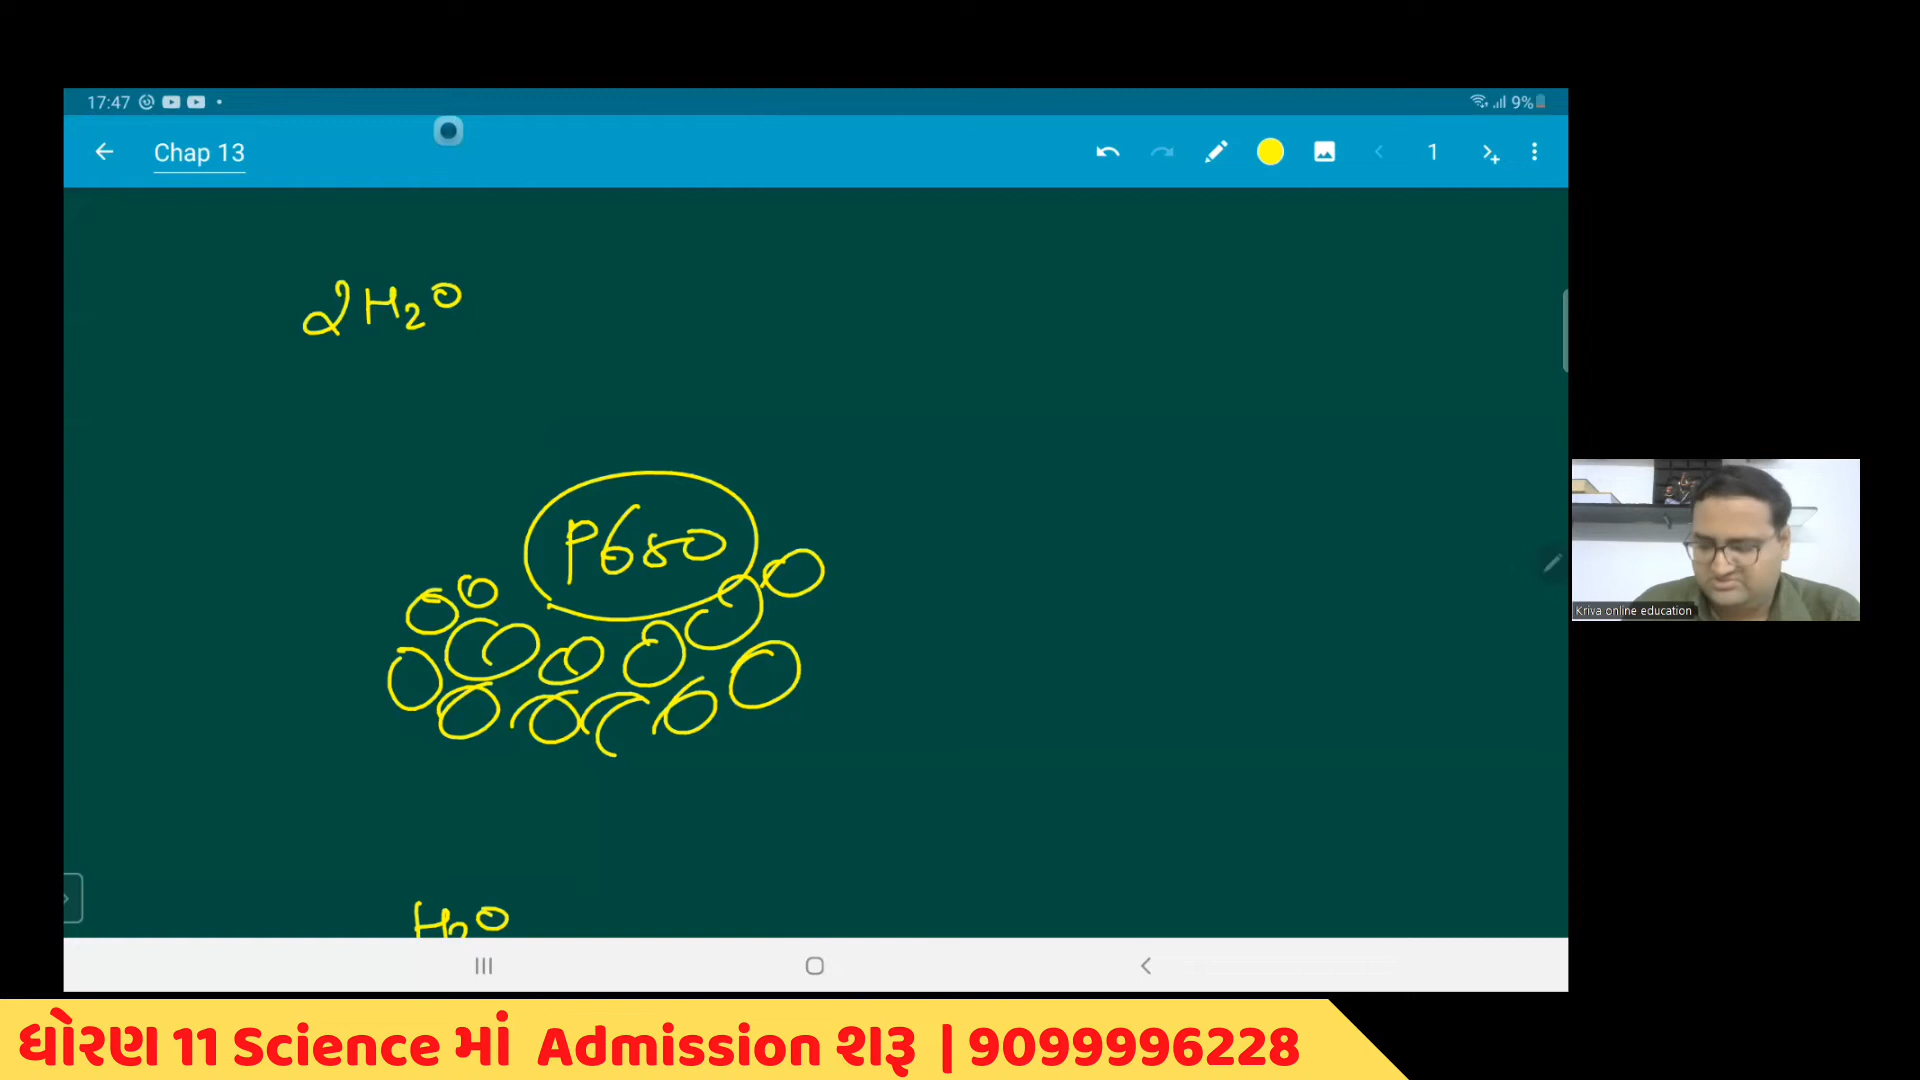 17:47
9%
Chap 13
1
2H₂O
P680
Kriva online education
H₂O
ધોરણ 11 Science માં Admission શરૂ | 9099996228